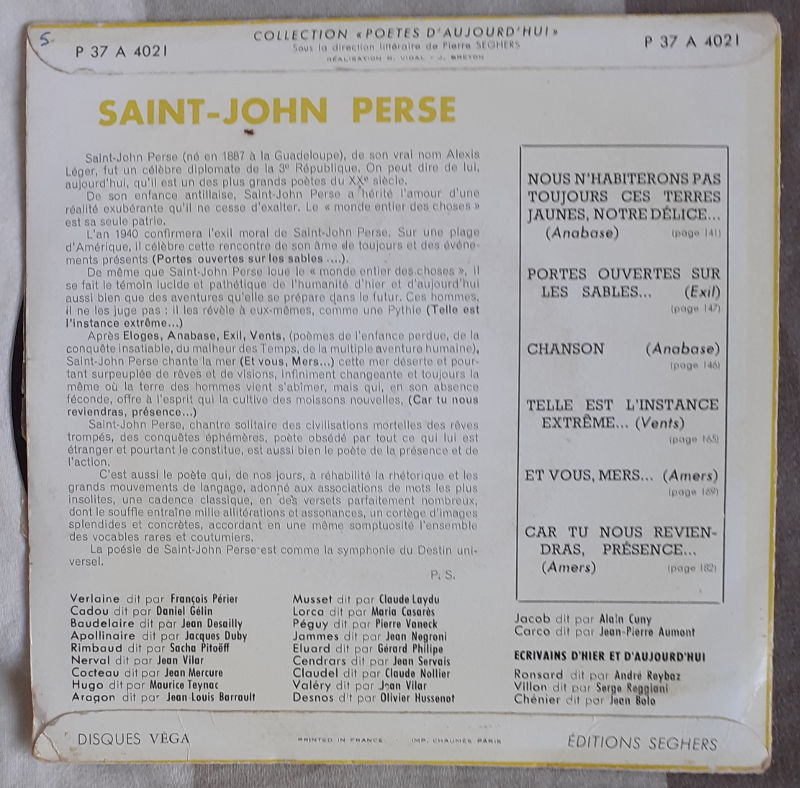 5.
P 37 A 4021
COLLECTION « POETES D'AUJOURD'HUI »
Sous la direction littéraire de Pierre SEGHERS
RÉALISATION R. VIDAL - J. BRETON
P 37 A 4021
SAINT-JOHN PERSE
Saint-John Perse (né en 1887 à la Guadeloupe), de son vrai nom Alexis
Léger, fut un célèbre diplomate de la 3e République. On peut dire de lui,
aujourd'hui, qu'il est un des plus grands poètes du XXe siècle.
De son enfance antillaise, Saint-John Perse a hérité l'amour d'une
réalité exubérante qu'il ne cesse d'exalter. Le « monde entier des choses »
est sa seule patrie.
L'an 1940 confirmera l'exil moral de Saint-John Perse. Sur une plage
d'Amérique, il célèbre cette rencontre de son âme de toujours et des événe-
ments présents (Portes ouvertes sur les sables ....).
De même que Saint-John Perse loue le « monde entier des choses », il
se fait le témoin lucide et pathétique de l'humanité d'hier et d'aujourd'hui
aussi bien que des aventures qu'elle se prépare dans le futur. Ces hommes,
il ne les juge pas : il les révèle à eux-mêmes, comme une Pythie (Telle est
l'instance extrême...)
Après Eloges, Anabase, Exil, Vents, (poèmes de l'enfance perdue, de la
conquête insatiable, du malheur des Temps, de la multiple aventure humaine),
Saint-John Perse chante la mer (Et vous, Mers...) cette mer déserte et pour-
tant surpeuplée de rêves et de visions, infiniment changeante et toujours la
même où la terre des hommes vient s'abîmer, mais qui, en son absence
féconde, offre à l'esprit qui la cultive des moissons nouvelles. (Car tu nous
reviendras, présence...)
Saint-John Perse, chantre solitaire des civilisations mortelles des rêves
trompés, des conquêtes éphémères, poète obsédé par tout ce qui lui est
étranger et pourtant le constitue, est aussi bien le poète de la présence et de
l'action.
C'est aussi le poète qui, de nos jours, a réhabilité la rhétorique et les
grands mouvements de langage, adonné aux associations de mots les plus
insolites, une cadence classique, en des versets parfaitement nombreux,
dont le souffle entraîne mille allitérations et assonances, un cortège d'images
splendides et concrètes, accordant en une même somptuosité l'ensemble
des vocables rares et coutumiers.
La poésie de Saint-John Perse est comme la symphonie du Destin uni-
versel.
P. S.
NOUS N'HABITERONS PAS
TOUJOURS CES TERRES
JAUNES, NOTRE DÉLICE...
(Anabase) (page 141)
PORTES OUVERTES SUR
LES SABLES... (Exil)
(page 147)
CHANSON (Anabase)
(page 146)
TELLE EST L'INSTANCE
EXTRÊME... (Vents)
(page 165)
ET VOUS, MERS... (Amers)
(page 169)
CAR TU NOUS REVIEN-
DRAS, PRÉSENCE...
(Amers) (page 182)
Verlaine dit par François Périer
Cadou dit par Daniel Gélin
Baudelaire dit par Jean Desailly
Apollinaire dit par Jacques Duby
Rimbaud dit par Sacha Pitoëff
Nerval dit par Jean Vilar
Cocteau dit par Jean Mercure
Hugo dit par Maurice Teynac
Aragon dit par Jean Louis Barrault
Musset dit par Claude Laydu
Lorca dit par Maria Casarès
Péguy dit par Pierre Vaneck
Jammes dit par Jean Negroni
Eluard dit par Gérard Philipe
Cendrars dit par Jean Servais
Claudel dit par Claude Nollier
Valéry dit par Jean Vilar
Desnos dit par Olivier Hussenot
Jacob dit par Alain Cuny
Carco dit par Jean-Pierre Aumont
ECRIVAINS D'HIER ET D'AUJOURD'HUI
Ronsard dit par André Reybaz
Villon dit par Serge Reggiani
Chénier dit par Jean Bolo
DISQUES VÉGA
PRINTED IN FRANCE - IMP. CHAUMÈS PARIS
ÉDITIONS SEGHERS